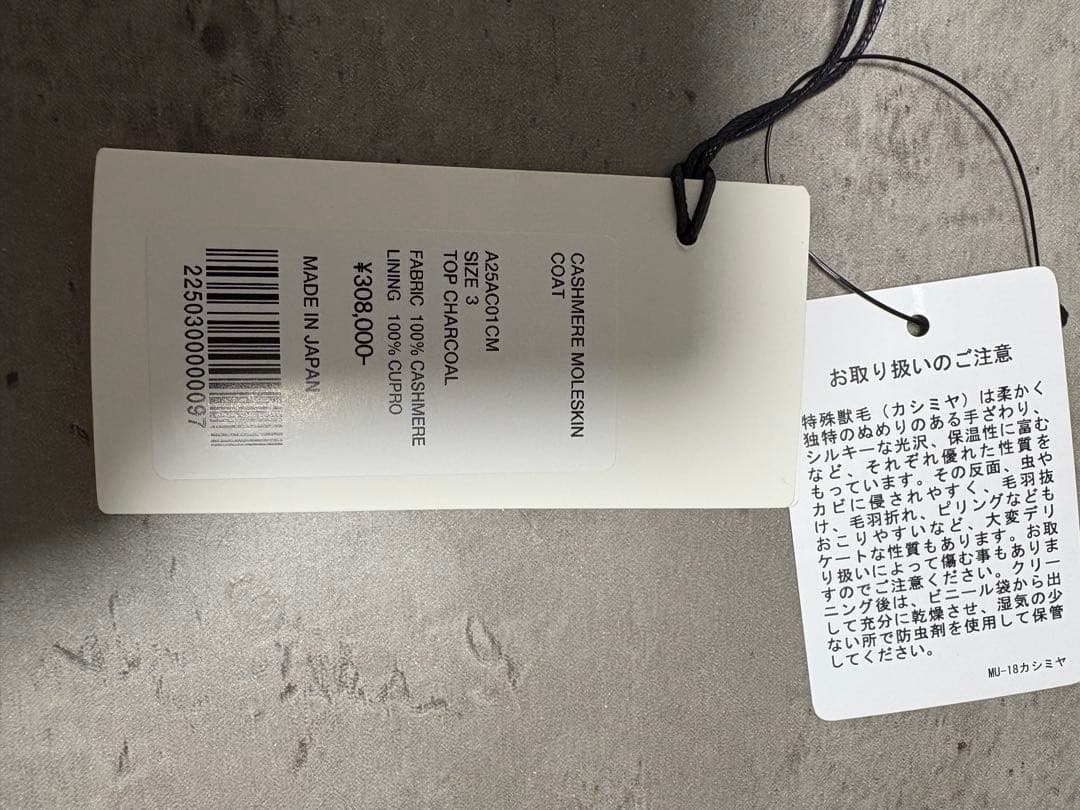 CASHMERE MOLESKIN
COAT
A25AC01CM
SIZE 3
TOP CHARCOAL
FABRIC 100% CASHMERE
LINING 100% CUPRO
¥308,000-
MADE IN JAPAN
2250300000097
お取り扱いのご注意
特殊獣毛（カシミヤ）は柔かく
独特のぬめりのある手ざわり、
シルキーな光沢、保温性に富む
など、それぞれ優れた性質を
もっています。その反面、虫や
カビに侵されやすく、毛羽抜
け、毛羽折れ、ピリングなども
おこりやすいなど、大変デリ
ケートな性質もあります。お取
り扱いによって傷む事もありま
すのでご注意ください。クリー
ニング後は、ビニール袋から出
して充分に乾燥させ、湿気の少
ない所で防虫剤を使用して保管
してください。
MU-18カシミヤ